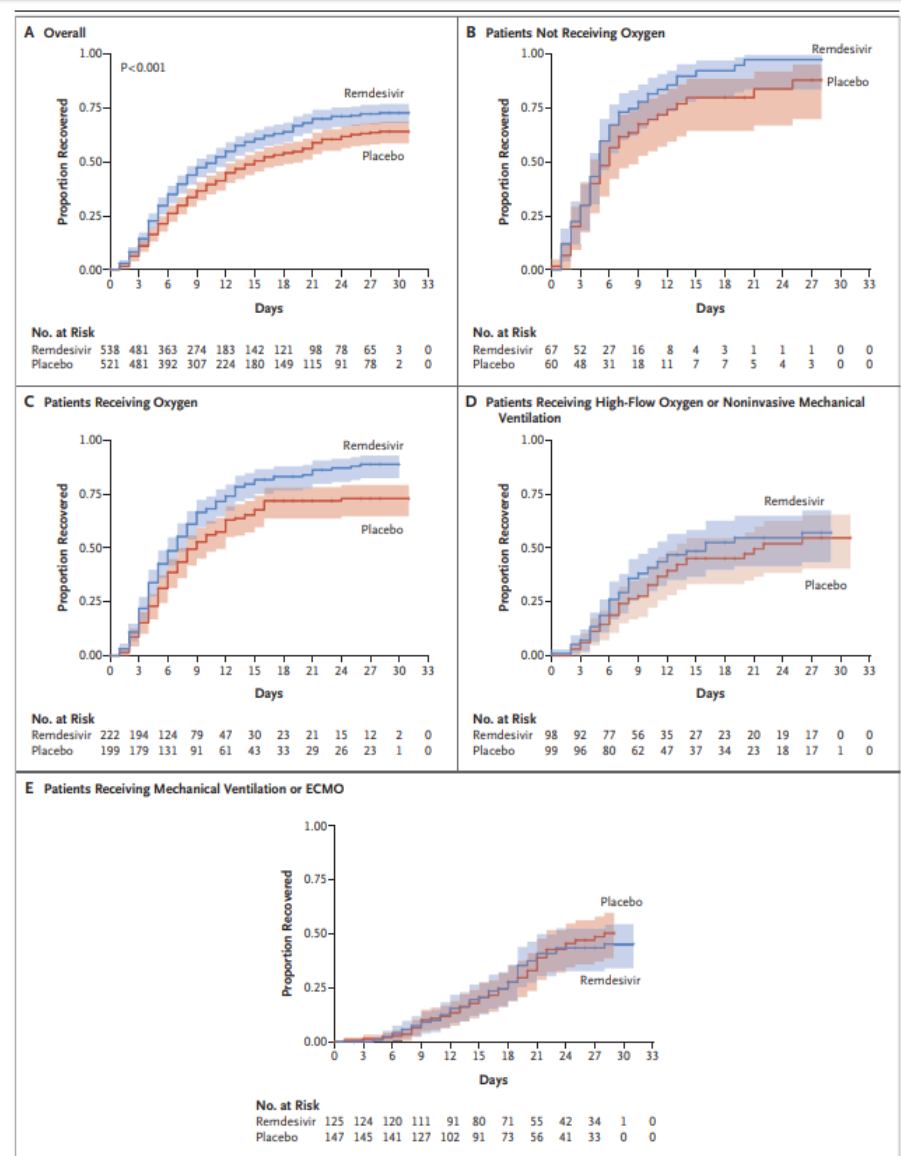 A Overall
1.00
P<0.001
Remdesivir
0.75
Proportion Recovered
0.50
Placebo
0.25
0.00
0 3 6 9 12 15 18 21 24 27 30 33
Days
No. at Risk
Remdesivir 538 481 363 274 183 142 121 98 78 65 3 0
Placebo 521 481 392 307 224 180 149 115 91 78 2 0
B Patients Not Receiving Oxygen
1.00
Remdesivir
Placebo
0.75
Proportion Recovered
0.50
0.25
0.00
0 3 6 9 12 15 18 21 24 27 30 33
Days
No. at Risk
Remdesivir 67 52 27 16 8 4 3 1 1 1 0 0
Placebo 60 48 31 18 11 7 7 5 4 3 0 0
C Patients Receiving Oxygen
1.00
Remdesivir
0.75
Proportion Recovered
Placebo
0.50
0.25
0.00
0 3 6 9 12 15 18 21 24 27 30 33
Days
No. at Risk
Remdesivir 222 194 124 79 47 30 23 21 15 12 2 0
Placebo 199 179 131 91 61 43 33 29 26 23 1 0
D Patients Receiving High-Flow Oxygen or Noninvasive Mechanical
Ventilation
1.00
0.75
Remdesivir
Proportion Recovered
0.50
Placebo
0.25
0.00
0 3 6 9 12 15 18 21 24 27 30 33
Days
No. at Risk
Remdesivir 98 92 77 56 35 27 23 20 19 17 0 0
Placebo 99 96 80 62 47 37 34 23 18 17 1 0
E Patients Receiving Mechanical Ventilation or ECMO
1.00
0.75
Proportion Recovered
Placebo
0.50
Remdesivir
0.25
0.00
0 3 6 9 12 15 18 21 24 27 30 33
Days
No. at Risk
Remdesivir 125 124 120 111 91 80 71 55 42 34 1 0
Placebo 147 145 141 127 102 91 73 56 41 33 0 0